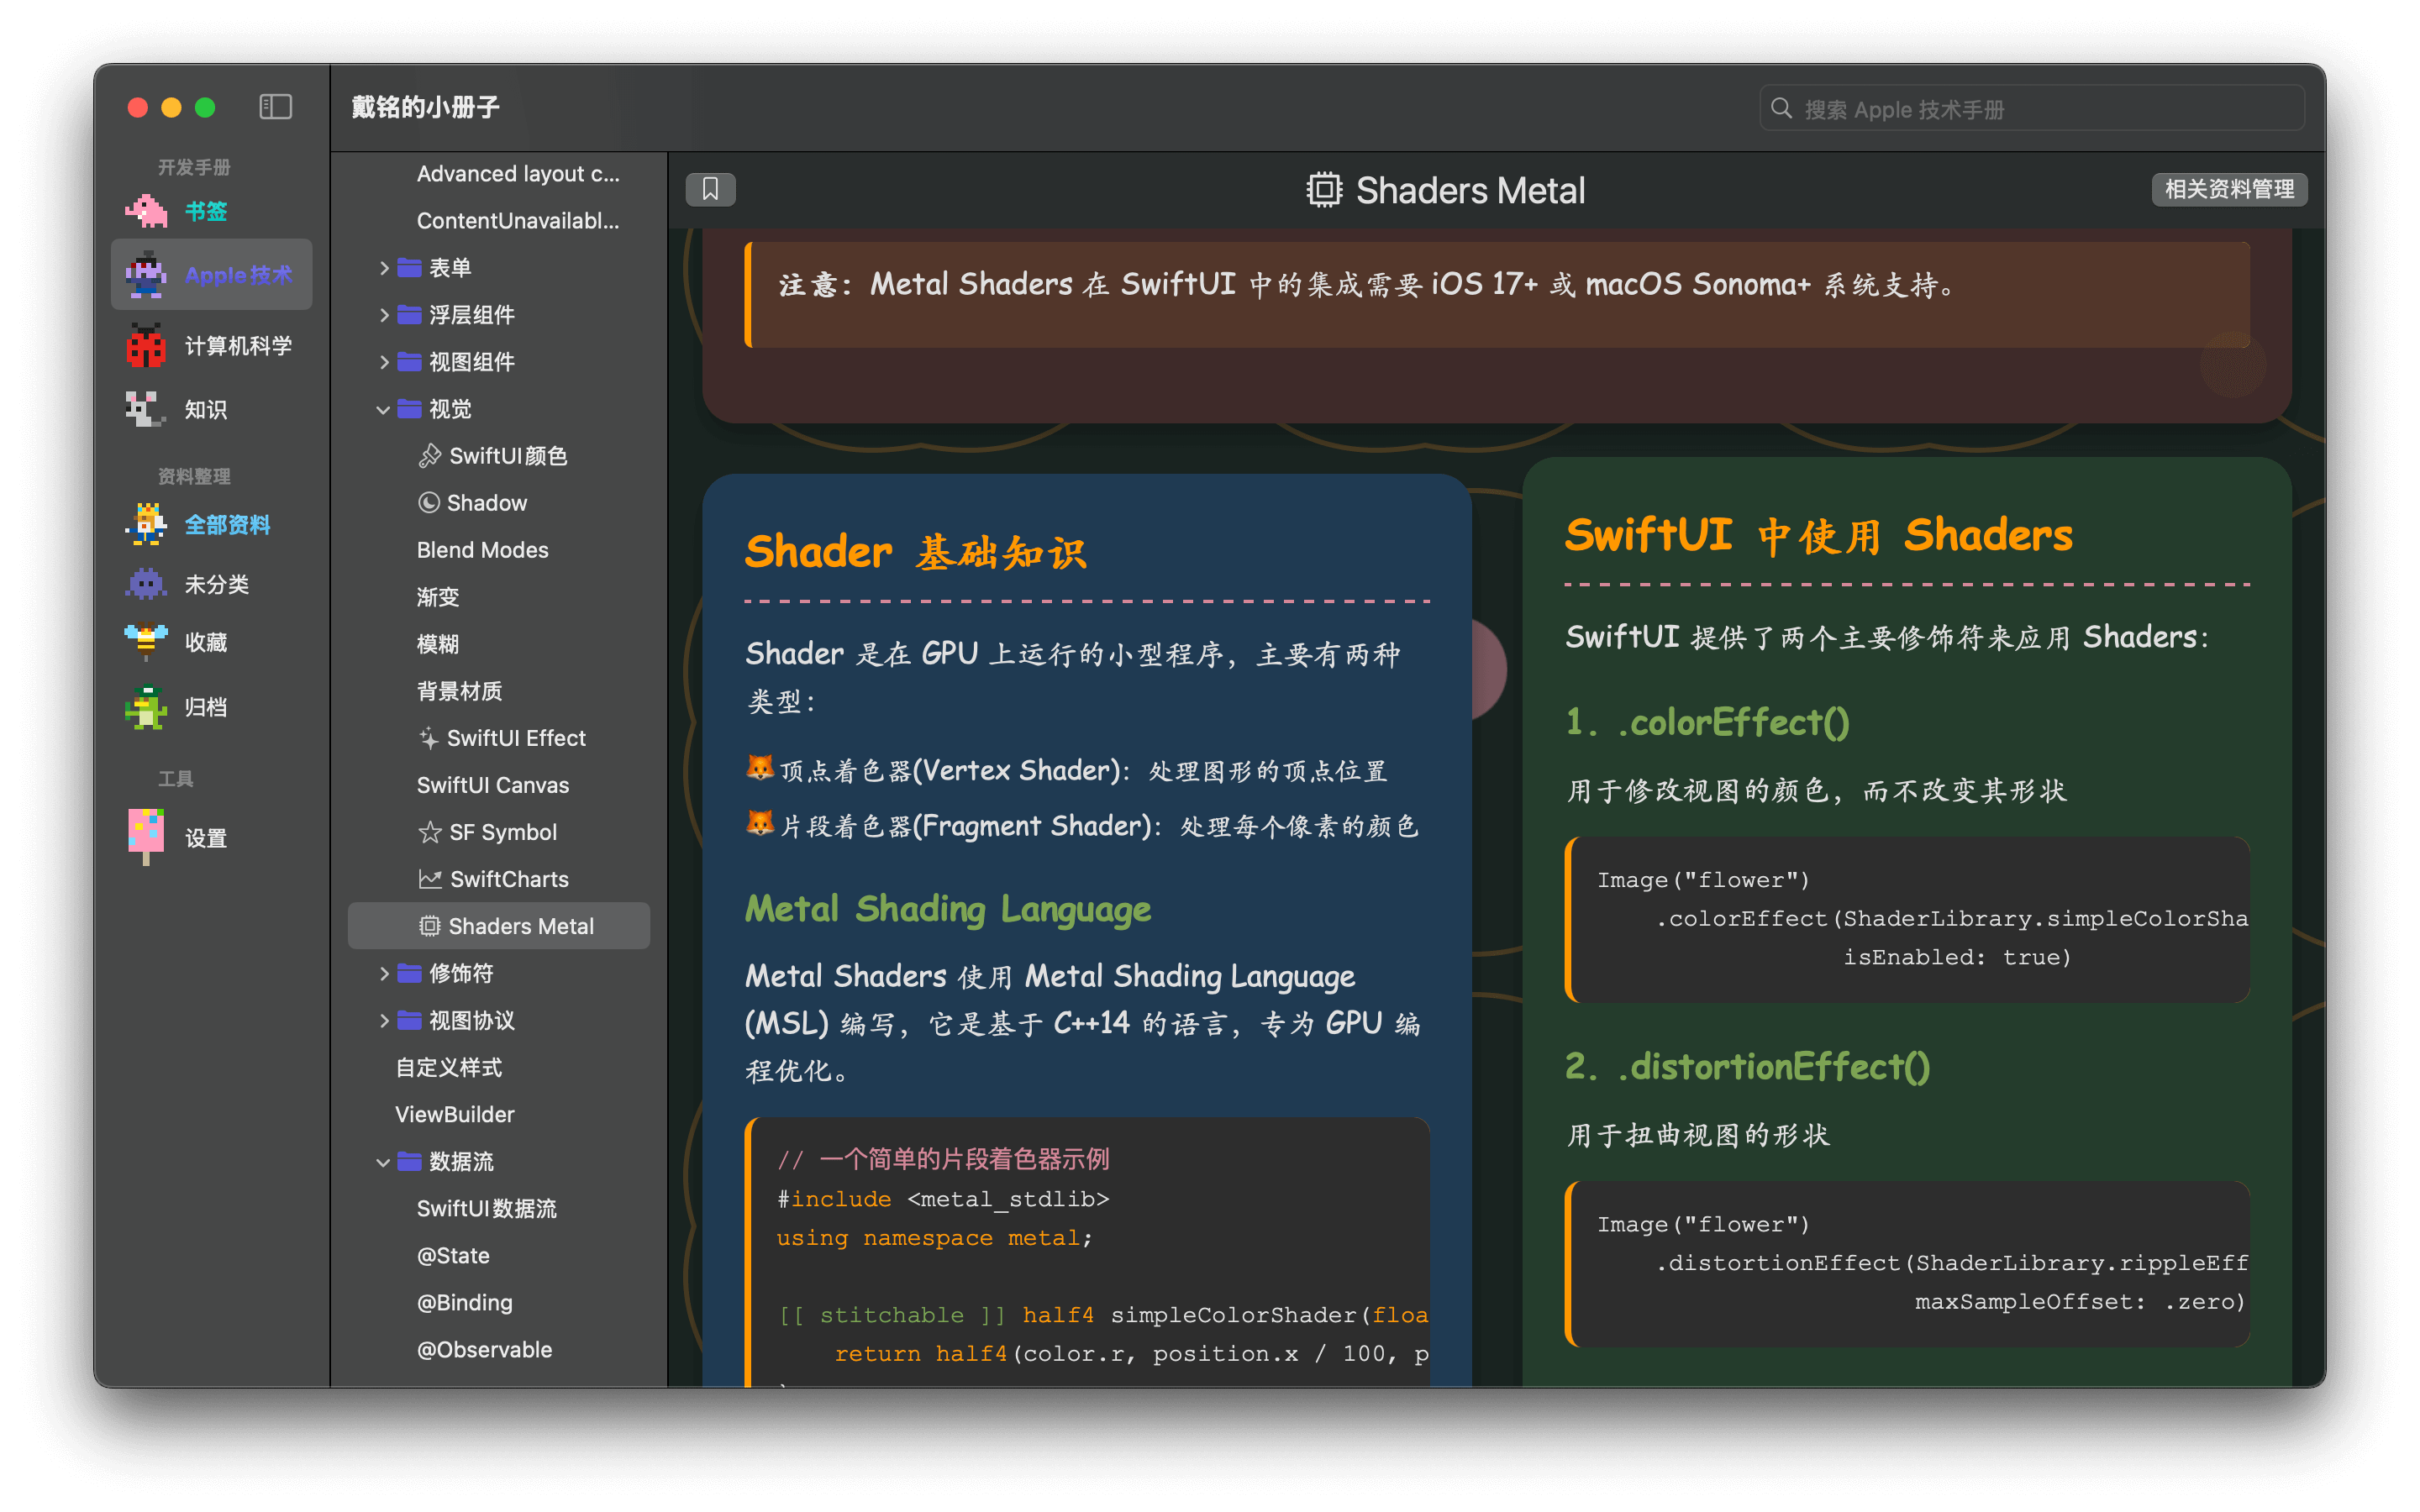 戴铭的小册子
搜索 Apple 技术手册
开发手册
书签
Apple技术
计算机科学
知识
资料整理
全部资料
未分类
收藏
归档
工具
设置
Advanced layout c...
ContentUnavailabl...
表单
浮层组件
视图组件
视觉
SwiftUI颜色
Shadow
Blend Modes
渐变
模糊
背景材质
SwiftUI Effect
SwiftUI Canvas
SF Symbol
SwiftCharts
Shaders Metal
修饰符
视图协议
自定义样式
ViewBuilder
数据流
SwiftUI数据流
@State
@Binding
@Observable
Shaders Metal
相关资料管理
注意：Metal Shaders 在 SwiftUI 中的集成需要 iOS 17+ 或 macOS Sonoma+ 系统支持。
Shader 基础知识
Shader 是在 GPU 上运行的小型程序，主要有两种
类型：
顶点着色器(Vertex Shader)：处理图形的顶点位置
片段着色器(Fragment Shader)：处理每个像素的颜色
Metal Shading Language
Metal Shaders 使用 Metal Shading Language
(MSL) 编写，它是基于 C++14 的语言，专为 GPU 编
程优化。
// 一个简单的片段着色器示例
#include <metal_stdlib>
using namespace metal;
[[ stitchable ]] half4 simpleColorShader(floa
return half4(color.r, position.x / 100, p
SwiftUI 中使用 Shaders
SwiftUI 提供了两个主要修饰符来应用 Shaders：
1. .colorEffect()
用于修改视图的颜色，而不改变其形状
Image("flower")
.colorEffect(ShaderLibrary.simpleColorSha
isEnabled: true)
2. .distortionEffect()
用于扭曲视图的形状
Image("flower")
.distortionEffect(ShaderLibrary.rippleEff
maxSampleOffset: .zero)